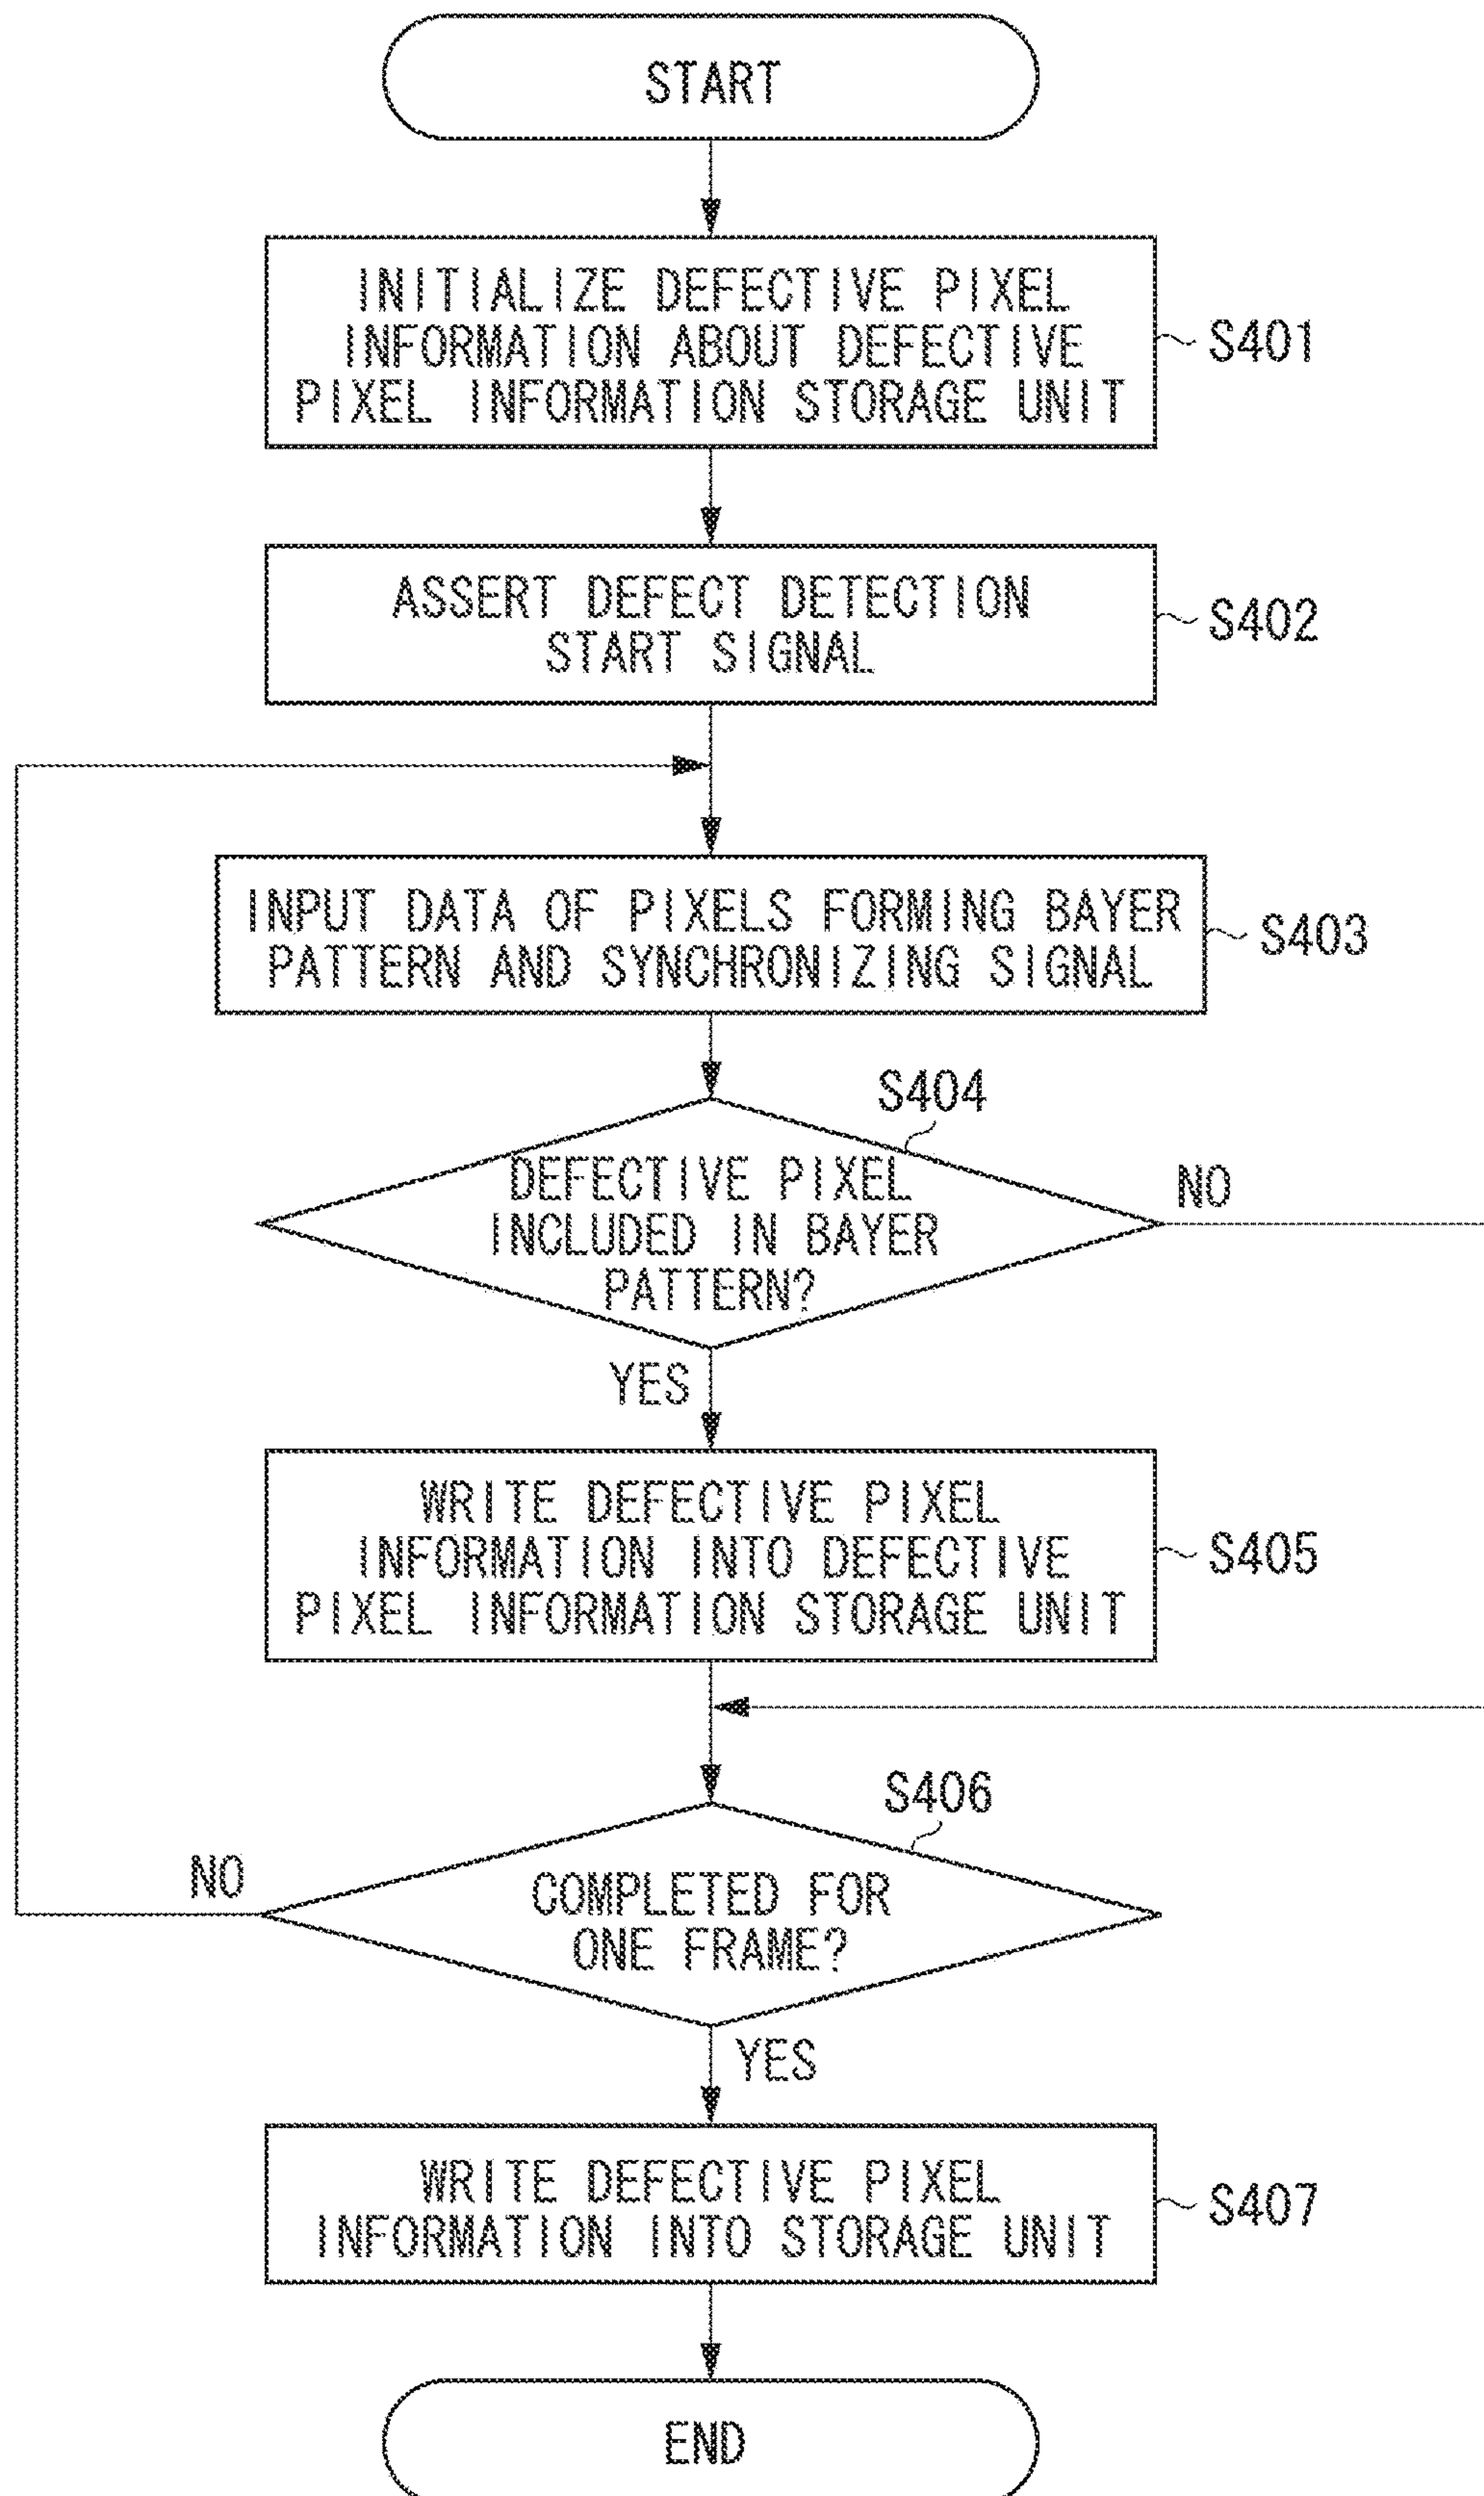 START
INITIALIZE DEFECTIVE PIXEL
INFORMATION ABOUT DEFECTIVE
PIXEL INFORMATION STORAGE UNIT
S401
ASSERT DEFECT DETECTION
START SIGNAL
S402
INPUT DATA OF PIXELS FORMING BAYER
PATTERN AND SYNCHRONIZING SIGNAL
S403
S404
DEFECTIVE PIXEL
INCLUDED IN BAYER
PATTERN?
NO
YES
WRITE DEFECTIVE PIXEL
INFORMATION INTO DEFECTIVE
PIXEL INFORMATION STORAGE UNIT
S405
S406
COMPLETED FOR
ONE FRAME?
NO
YES
WRITE DEFECTIVE PIXEL
INFORMATION INTO STORAGE UNIT
S407
END